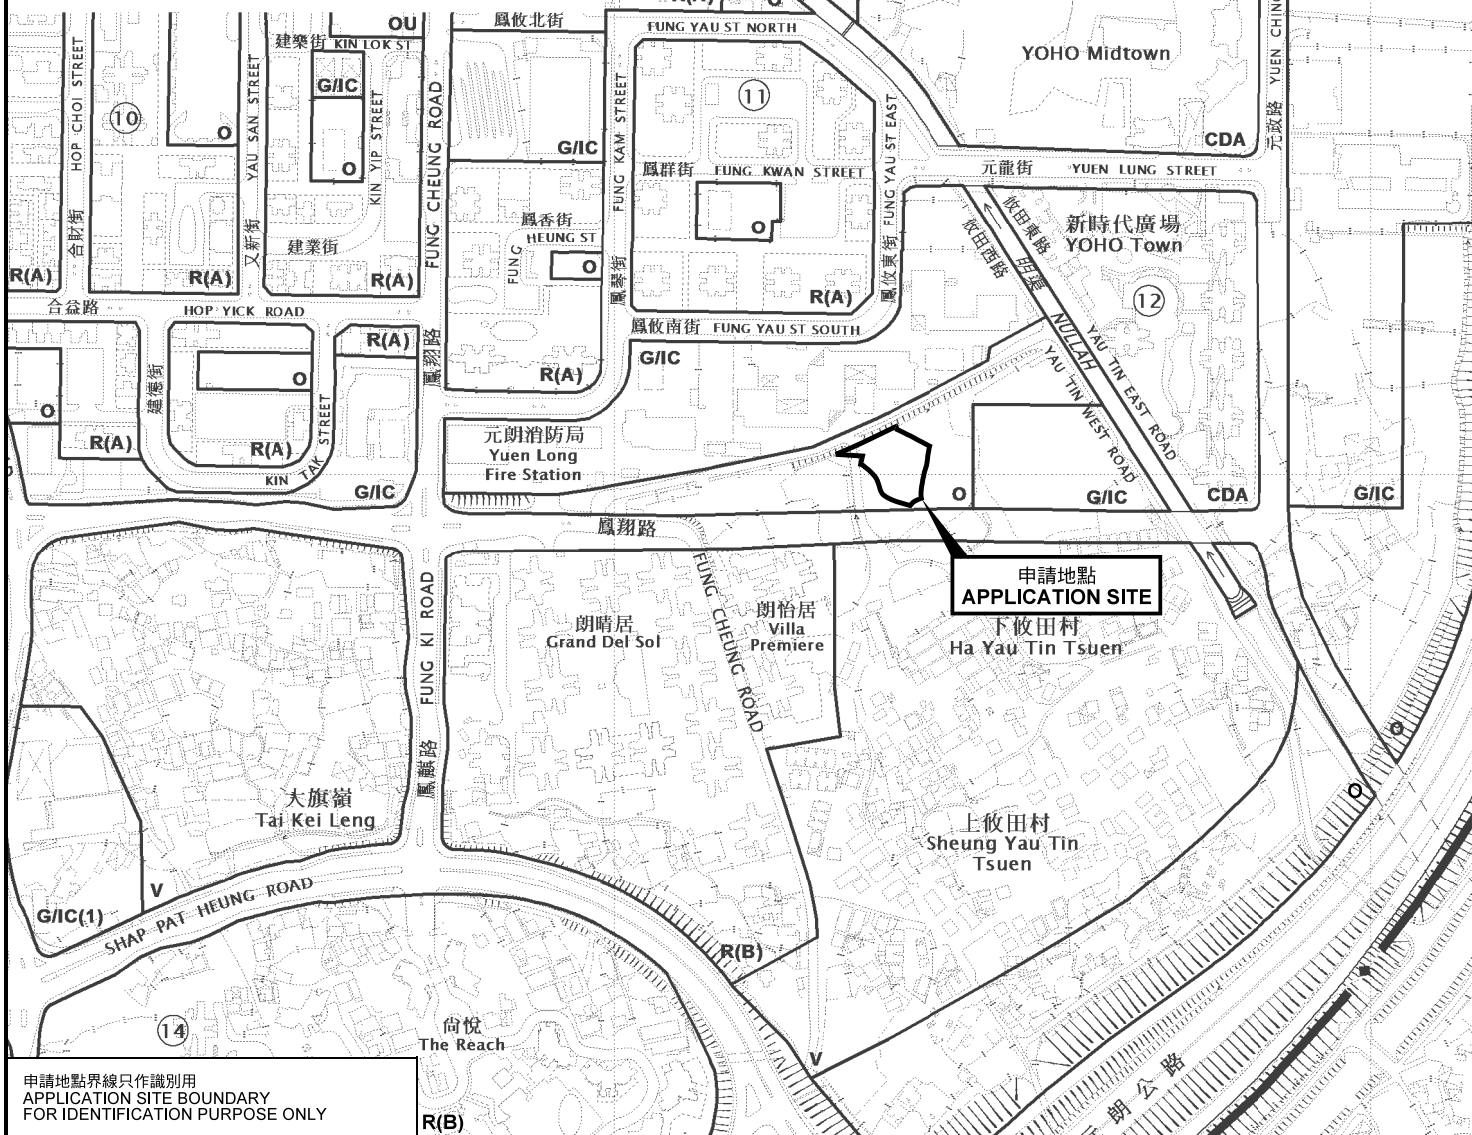 R(A)
O
OU
鳳攸北街
FUNG YAU ST NORTH
建樂街 KIN LOK ST
G/IC
YOHO Midtown
元政路 YUEN CHING
HOP CHOI STREET
合財街
10
O
YAU SAN STREET
又新街
KIN YIP STREET
O
FUNG CHEUNG ROAD
鳳翔路
G/IC
FUNG KAM STREET
鳳琴街
11
FUNG YAU ST EAST
鳳攸東街
CDA
鳳群街 FUNG KWAN STREET
元龍街 YUEN LUNG STREET
鳳香街
FUNG HEUNG ST
O
O
建業街
R(A)
R(A)
R(A)
R(A)
攸田東路
攸田西路
明渠
NULLAH
新時代廣場
YOHO Town
12
合益路
HOP YICK ROAD
鳳攸南街 FUNG YAU ST SOUTH
R(A)
G/IC
YAU TIN EAST ROAD
YAU TIN WEST ROAD
建德街
O
O
R(A)
R(A)
R(A)
KIN TAK STREET
G/IC
元朗消防局
Yuen Long
Fire Station
O
G/IC
CDA
G/IC
鳳翔路
申請地點
APPLICATION SITE
FUNG KI ROAD
鳳麒路
朗晴居
Grand Del Sol
FUNG CHEUNG ROAD
朗怡居
Villa
Premiere
下攸田村
Ha Yau Tin Tsuen
O
O
大旗嶺
Tai Kei Leng
上攸田村
Sheung Yau Tin
Tsuen
V
G/IC(1)
SHAP PAT HEUNG ROAD
R(B)
14
尚悅
The Reach
V
朗公路
申請地點界線只作識別用
APPLICATION SITE BOUNDARY
FOR IDENTIFICATION PURPOSE ONLY
R(B)